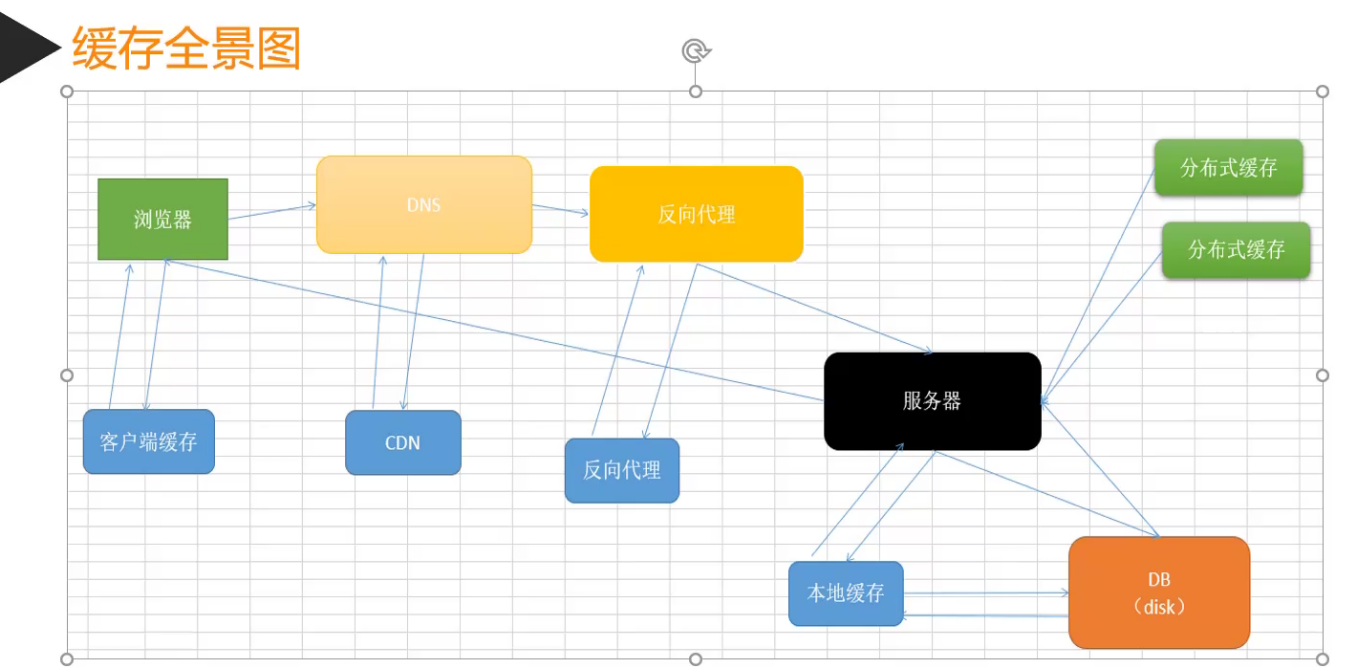 缓存全景图
分布式缓存
浏览器
DNS
反向代理
分布式缓存
服务器
客户端缓存
CDN
反向代理
本地缓存
DB
（disk）